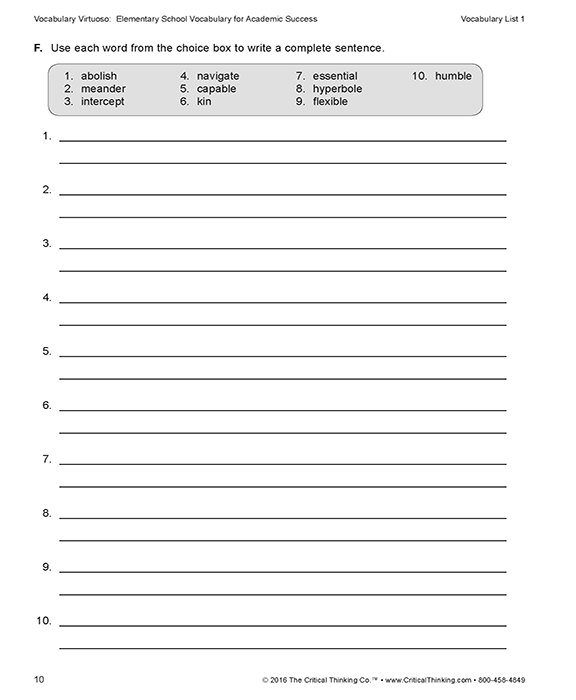 Vocabulary Virtuoso: Elementary School Vocabulary for Academic Success Vocabulary List 1
F. Use each word from the choice box to write a complete sentence.
1. abolish 4. navigate 7. essential 10. humble
2. meander 5. capable 8. hyperbole
3. intercept 6. kin 9. flexible
1.
2.
3.
4.
5.
6.
7.
8.
9.
10.
10 © 2016 The Critical Thinking Co.™ • www.CriticalThinking.com • 800-458-4849